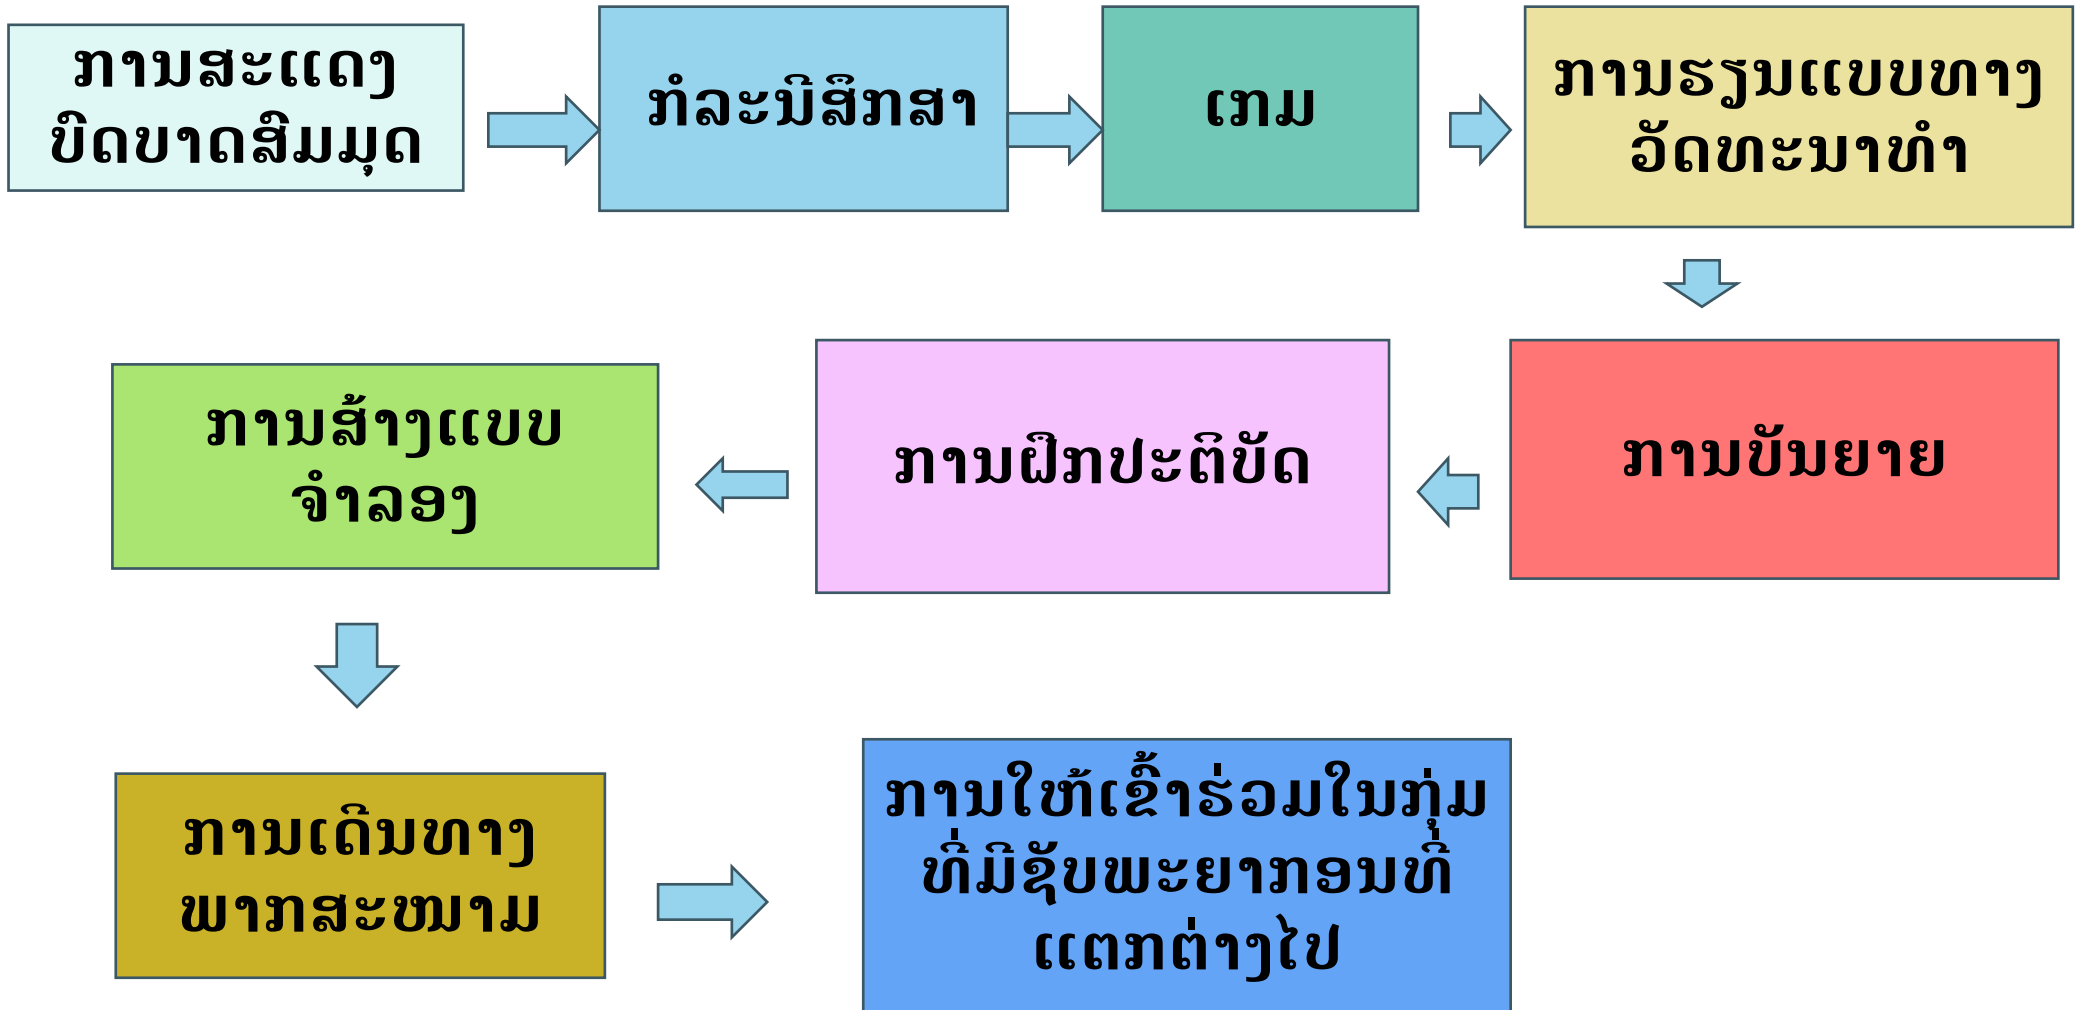 ການສະແດງ
ບົດບາດສົມມຸດ
ກໍລະນີສຶກສາ
ເກມ
ການຮຽນແບບທາງ
ວັດທະນາທໍາ
ການບັນຍາຍ
ການຝຶກປະຕິບັດ
ການສ້າງແບບ
ຈໍາລອງ
ການເດີນທາງ
ພາກສະໜາມ
ການໃຫ້ເຂົ້າຮ່ວມໃນກຸ່ມ
ທີ່ມີຊັບພະຍາກອນທີ່
ແຕກຕ່າງໄປ